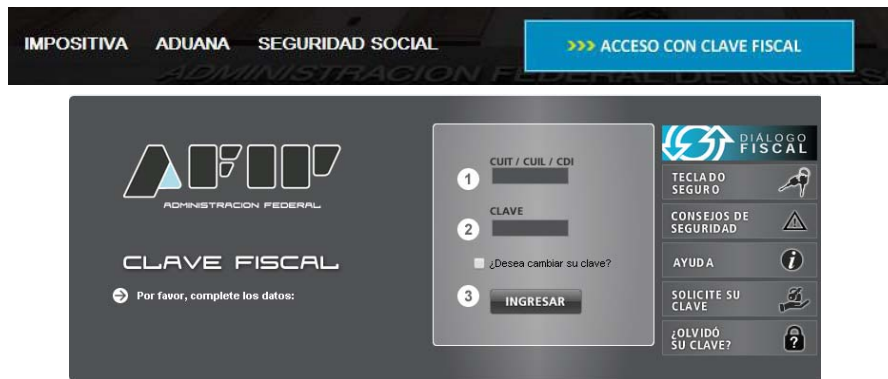 IMPOSITIVA ADUANA SEGURIDAD SOCIAL
>>> ACCESO CON CLAVE FISCAL
ADMINISTRACION FEDERAL DE INGRES
AFIP
ADMINISTRACION FEDERAL
CLAVE FISCAL
Por favor, complete los datos:
CUIT / CUIL / CDI
1
CLAVE
2
¿Desea cambiar su clave?
3 INGRESAR
DIÁLOGO
FISCAL
TECLADO
SEGURO
CONSEJOS DE
SEGURIDAD
AYUDA
SOLICITE SU
CLAVE
¿OLVIDÓ
SU CLAVE?